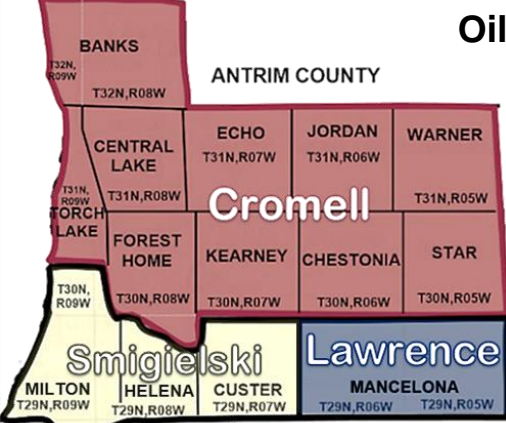 Oil
BANKS
T32N,
R09W
T32N,R08W
ANTRIM COUNTY
CENTRAL
LAKE
T31N,R08W
ECHO
T31N,R07W
JORDAN
T31N,R06W
WARNER
T31N,R05W
T31N,
R09W
TORCH
LAKE
Cromell
FOREST
HOME
T30N,R08W
KEARNEY
T30N,R07W
CHESTONIA
T30N,R06W
STAR
T30N,R05W
T30N,
R09W
Smigielski
Lawrence
MILTON
T29N,R09W
HELENA
T29N,R08W
CUSTER
T29N,R07W
MANCELONA
T29N,R06W
T29N,R05W